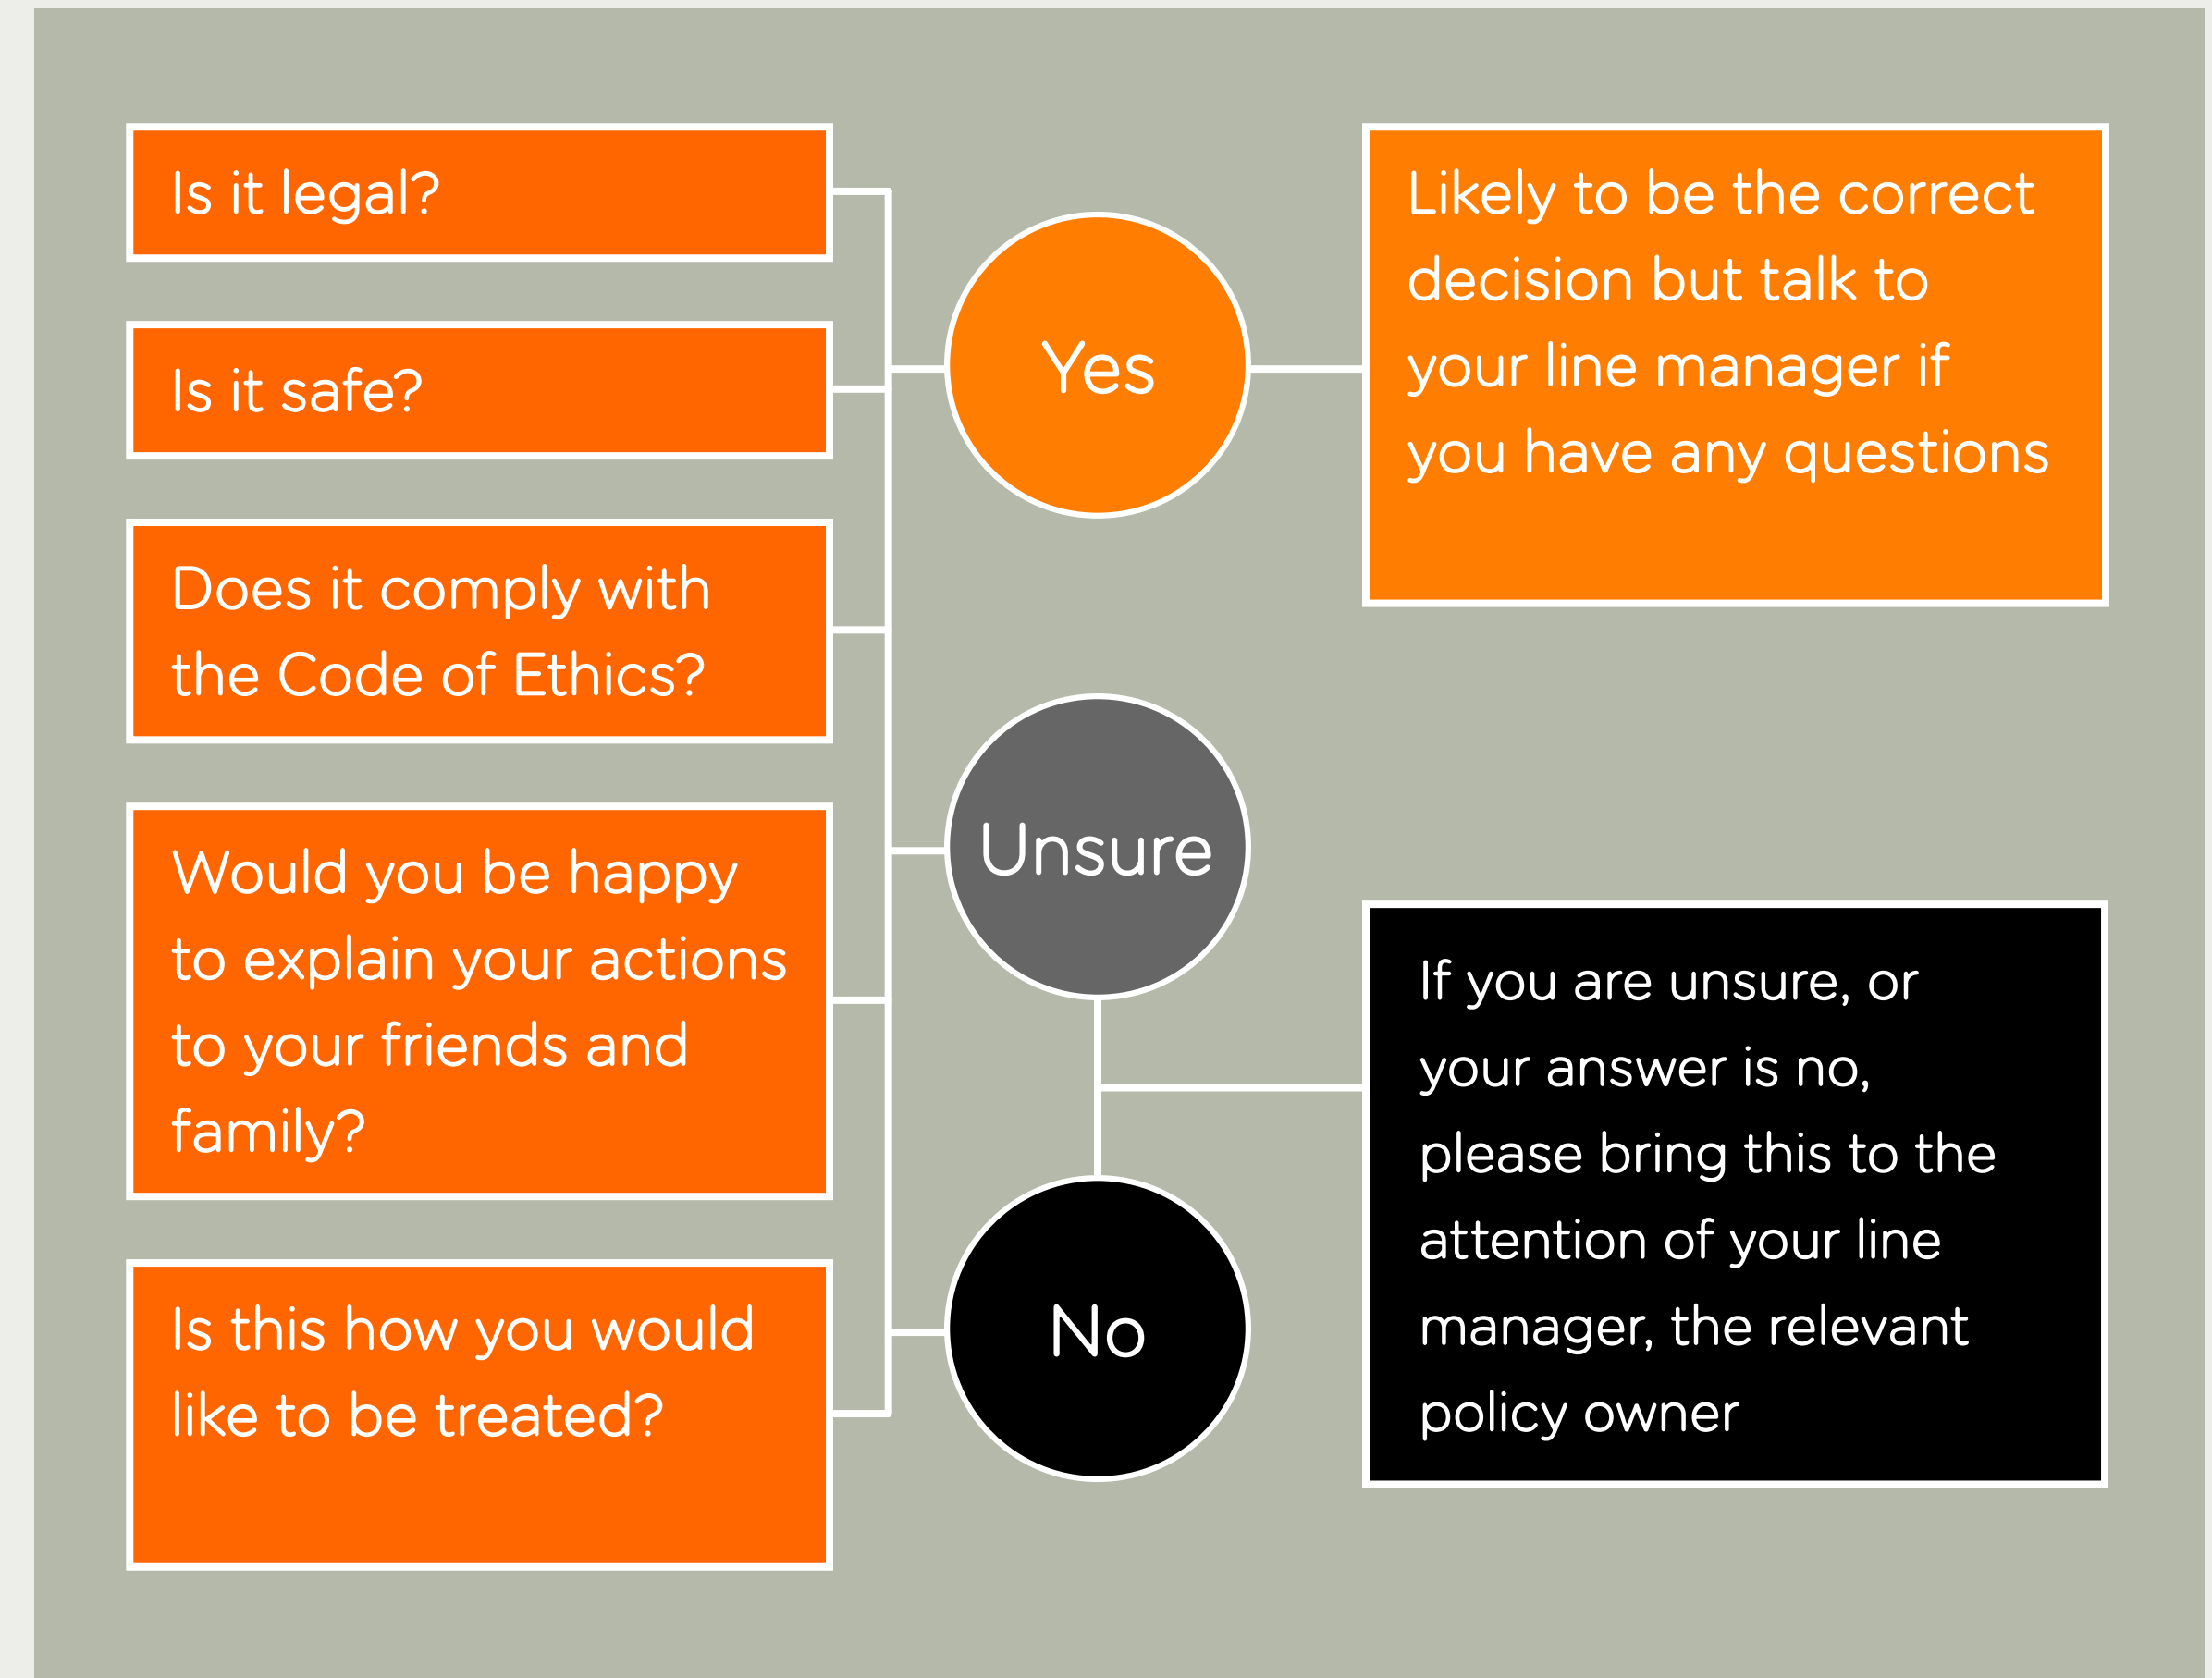 Is it legal?
Is it safe?
Does it comply with
the Code of Ethics?
Would you be happy
to explain your actions
to your friends and
family?
Is this how you would
like to be treated?
Yes
Unsure
No
Likely to be the correct
decision but talk to
your line manager if
you have any questions
If you are unsure, or
your answer is no,
please bring this to the
attention of your line
manager, the relevant
policy owner